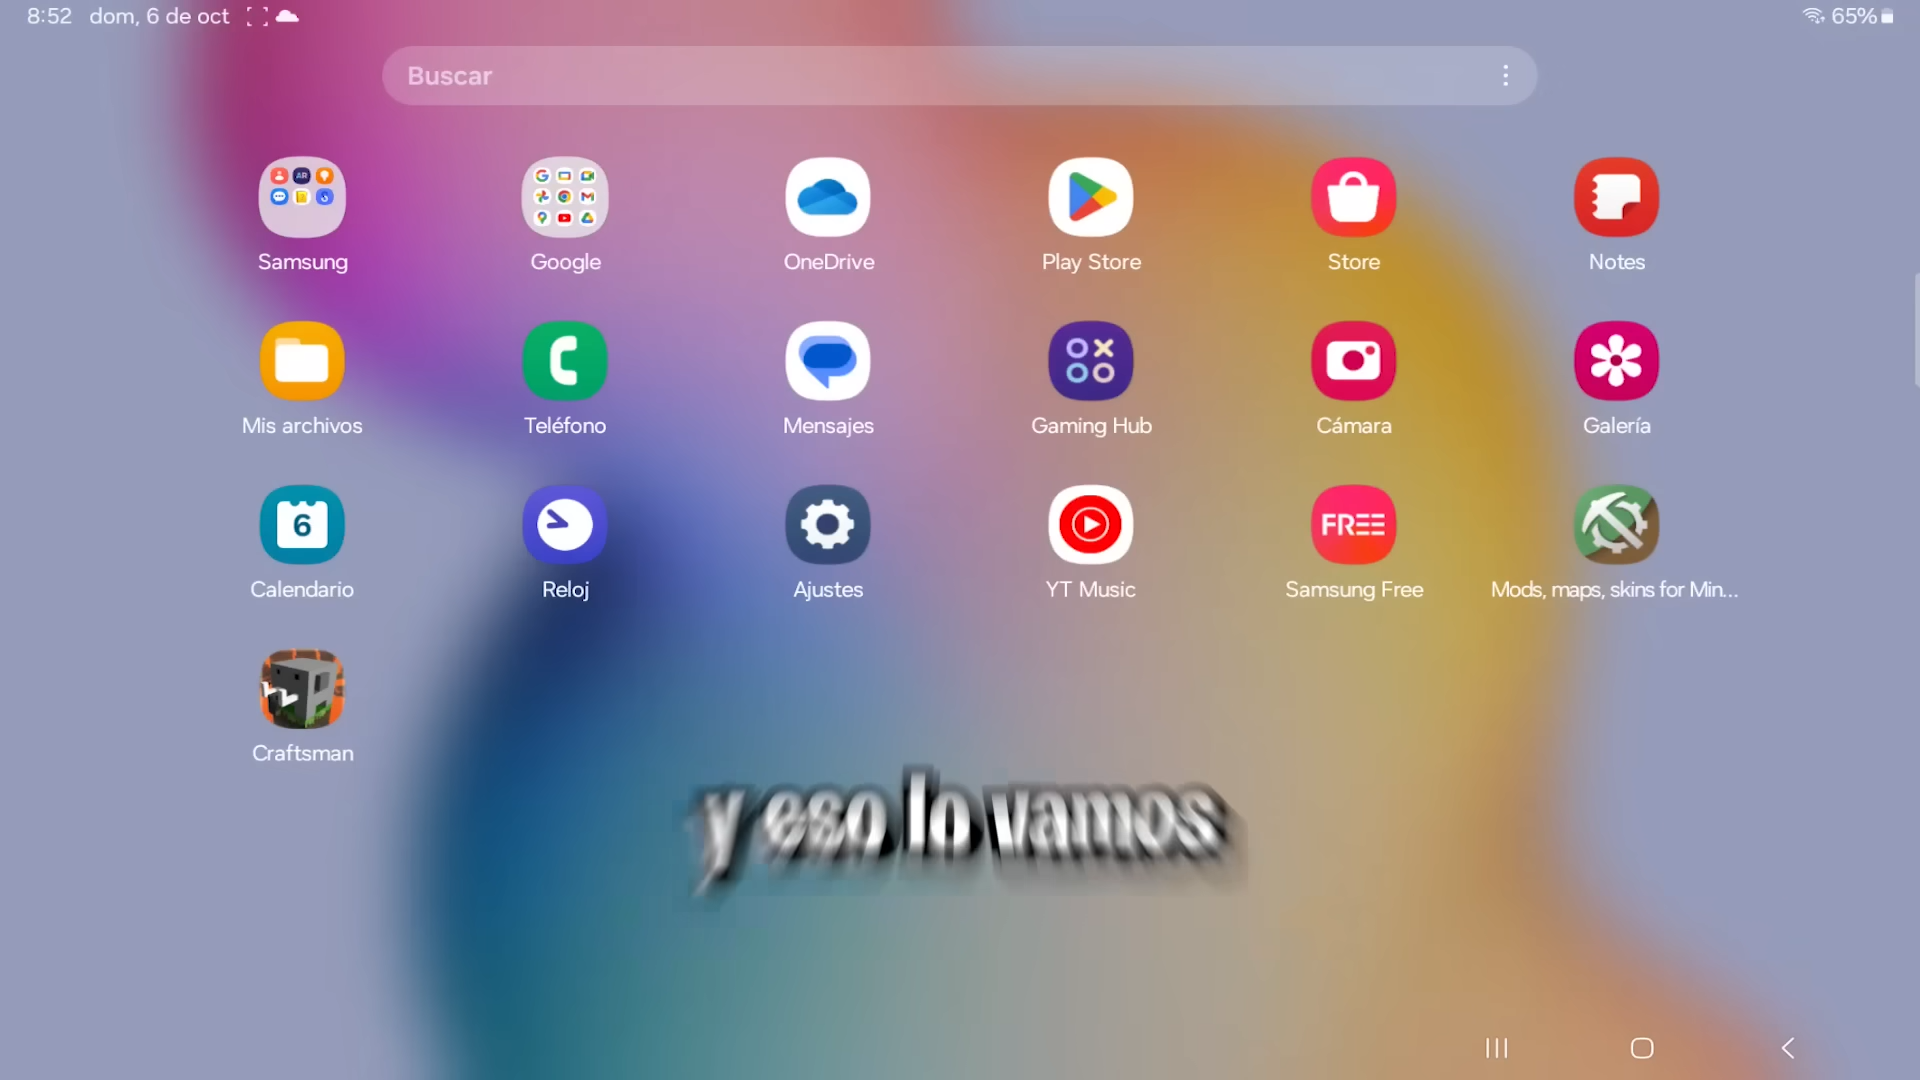 8:52 dom, 6 de oct 65%
Buscar
AR
Samsung Google OneDrive Play Store Store Notes
Mis archivos Teléfono Mensajes Gaming Hub Cámara Galería
6 FREE
Calendario Reloj Ajustes YT Music Samsung Free Mods, maps, skins for Min...
Craftsman
y eso lo vamos